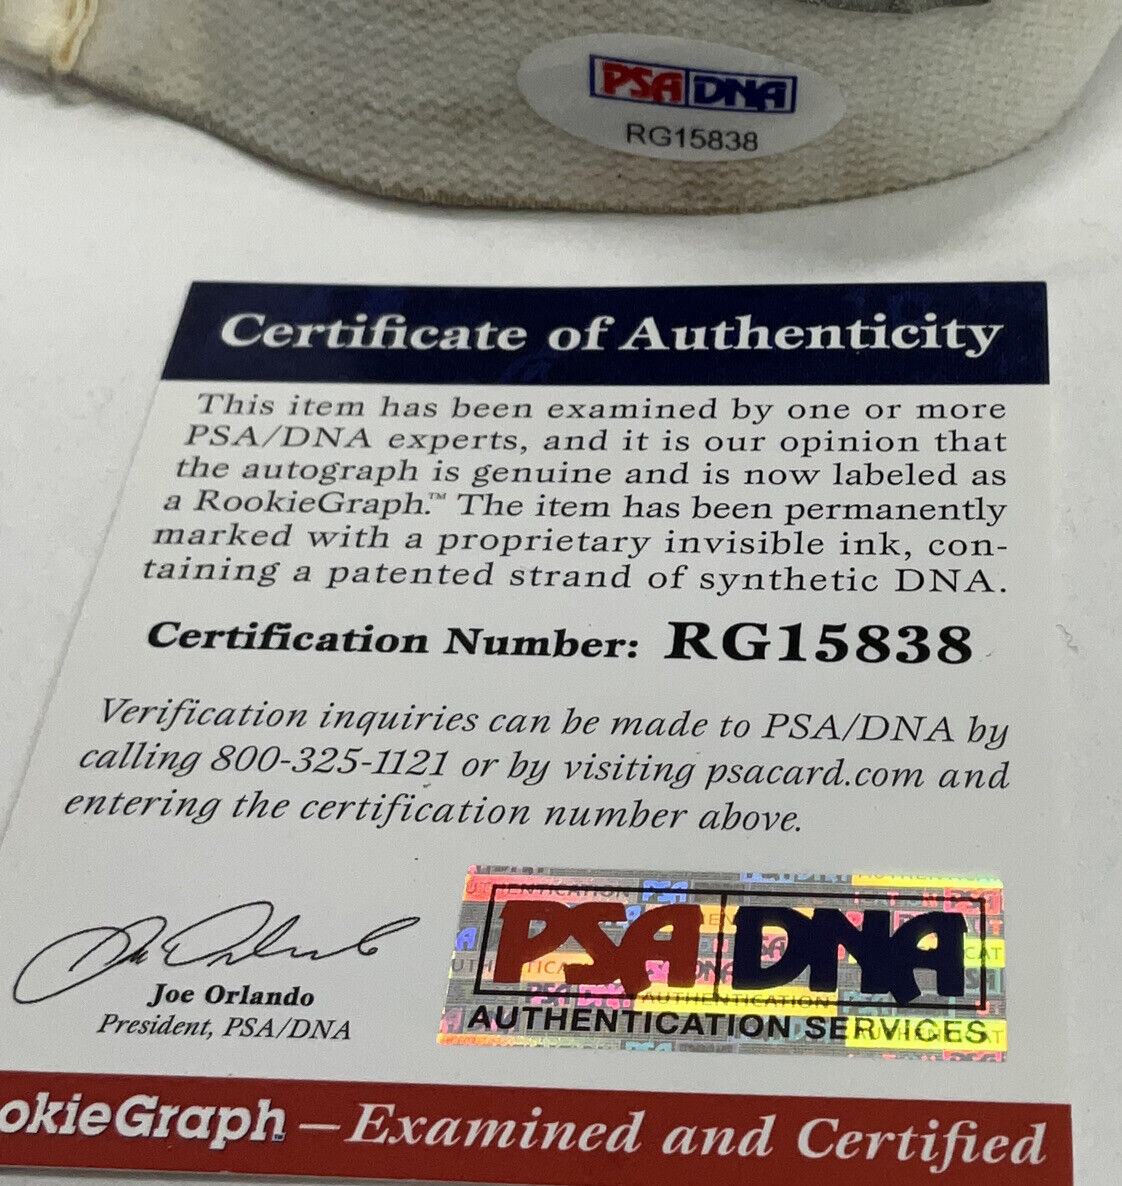 PSA DNA
RG15838
Certificate of Authenticity
This item has been examined by one or more
PSA/DNA experts, and it is our opinion that
the autograph is genuine and is now labeled as
a RookieGraph.™ The item has been permanently
marked with a proprietary invisible ink, con-
taining a patented strand of synthetic DNA.
Certification Number: RG15838
Verification inquiries can be made to PSA/DNA by
calling 800-325-1121 or by visiting psacard.com and
entering the certification number above.
Joe Orlando
President, PSA/DNA
PSA DNA
AUTHENTICATION SERVICES
okieGraph™ – Examined and Certified